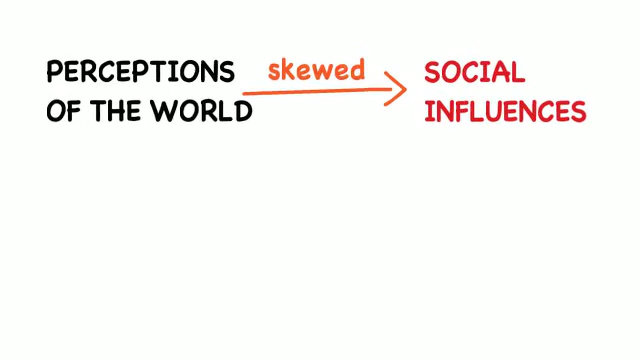 PERCEPTIONS
OF THE WORLD
skewed
SOCIAL
INFLUENCES